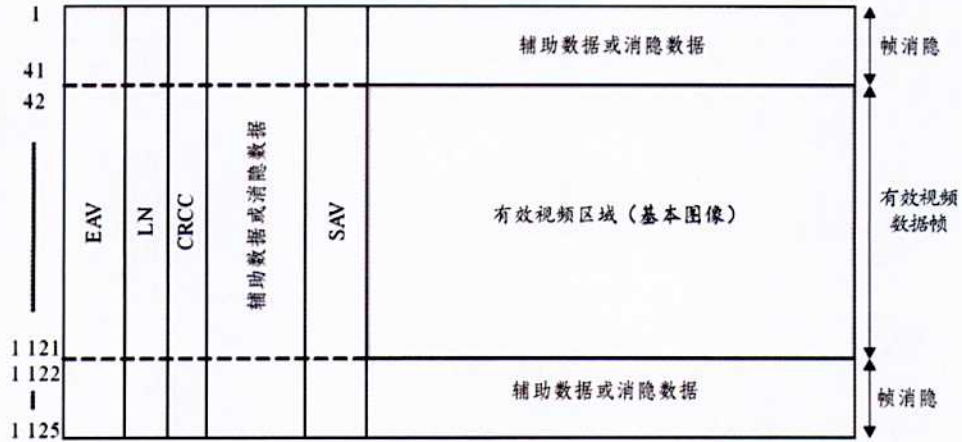 1
辅助数据或消隐数据
帧消隐
41
42
EAV
LN
CRCC
辅助数据或消隐数据
SAV
有效视频区域（基本图像）
有效视频
数据帧
1 121
1 122
辅助数据或消隐数据
帧消隐
1 125